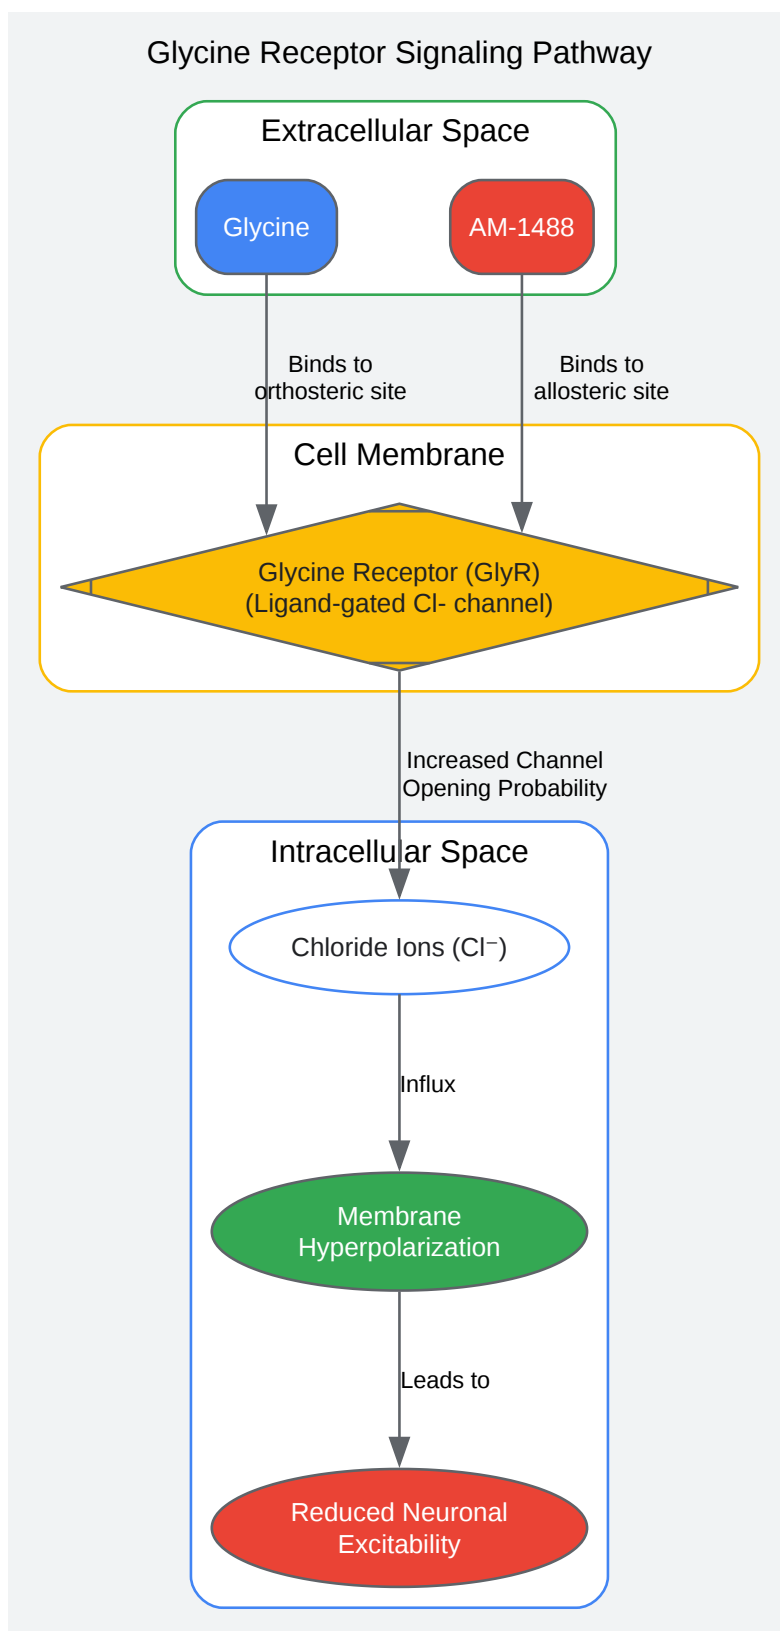 Glycine Receptor Signaling Pathway
Extracellular Space
Glycine
AM-1488
Binds to
orthosteric site
Binds to
allosteric site
Cell Membrane
Glycine Receptor (GlyR)
(Ligand-gated Cl- channel)
Increased Channel
Opening Probability
Intracellular Space
Chloride Ions (Cl⁻)
Influx
Membrane
Hyperpolarization
Leads to
Reduced Neuronal
Excitability